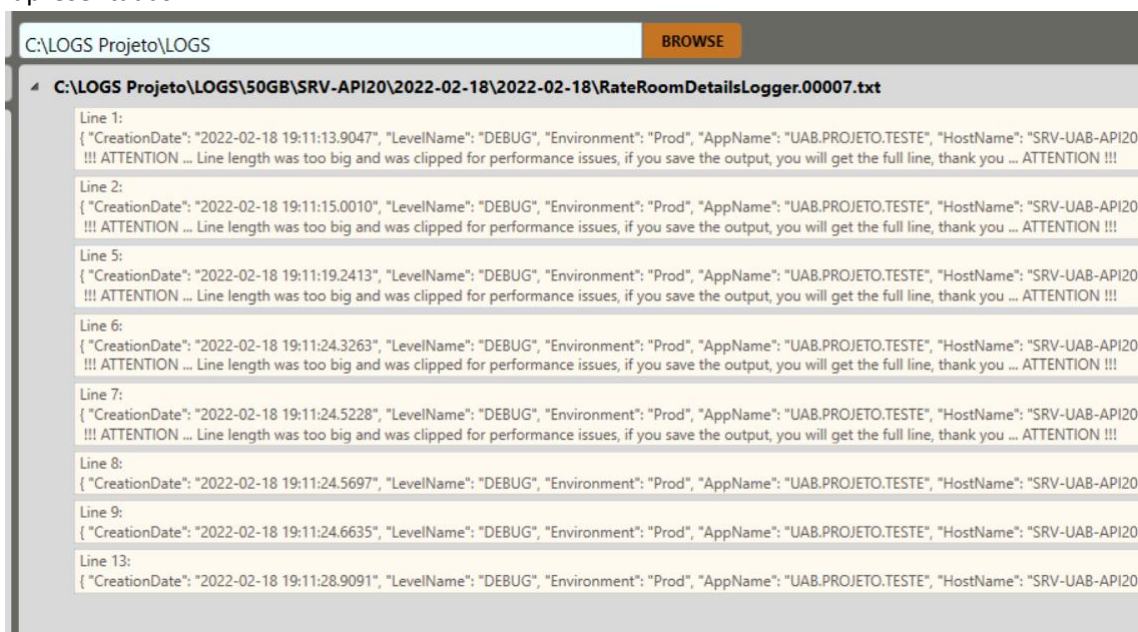 C:\LOGS Projeto\LOGS
BROWSE
C:\LOGS Projeto\LOGS\50GB\SRV-API20\2022-02-18\2022-02-18\RateRoomDetailsLogger.00007.txt
Line 1:
{ "CreationDate": "2022-02-18 19:11:13.9047", "LevelName": "DEBUG", "Environment": "Prod", "AppName": "UAB.PROJETO.TESTE", "HostName": "SRV-UAB-API20
!!! ATTENTION ... Line length was too big and was clipped for performance issues, if you save the output, you will get the full line, thank you ... ATTENTION !!!
Line 2:
{ "CreationDate": "2022-02-18 19:11:15.0010", "LevelName": "DEBUG", "Environment": "Prod", "AppName": "UAB.PROJETO.TESTE", "HostName": "SRV-UAB-API20
!!! ATTENTION ... Line length was too big and was clipped for performance issues, if you save the output, you will get the full line, thank you ... ATTENTION !!!
Line 5:
{ "CreationDate": "2022-02-18 19:11:19.2413", "LevelName": "DEBUG", "Environment": "Prod", "AppName": "UAB.PROJETO.TESTE", "HostName": "SRV-UAB-API20
!!! ATTENTION ... Line length was too big and was clipped for performance issues, if you save the output, you will get the full line, thank you ... ATTENTION !!!
Line 6:
{ "CreationDate": "2022-02-18 19:11:24.3263", "LevelName": "DEBUG", "Environment": "Prod", "AppName": "UAB.PROJETO.TESTE", "HostName": "SRV-UAB-API20
!!! ATTENTION ... Line length was too big and was clipped for performance issues, if you save the output, you will get the full line, thank you ... ATTENTION !!!
Line 7:
{ "CreationDate": "2022-02-18 19:11:24.5228", "LevelName": "DEBUG", "Environment": "Prod", "AppName": "UAB.PROJETO.TESTE", "HostName": "SRV-UAB-API20
!!! ATTENTION ... Line length was too big and was clipped for performance issues, if you save the output, you will get the full line, thank you ... ATTENTION !!!
Line 8:
{ "CreationDate": "2022-02-18 19:11:24.5697", "LevelName": "DEBUG", "Environment": "Prod", "AppName": "UAB.PROJETO.TESTE", "HostName": "SRV-UAB-API20
Line 9:
{ "CreationDate": "2022-02-18 19:11:24.6635", "LevelName": "DEBUG", "Environment": "Prod", "AppName": "UAB.PROJETO.TESTE", "HostName": "SRV-UAB-API20
Line 13:
{ "CreationDate": "2022-02-18 19:11:28.9091", "LevelName": "DEBUG", "Environment": "Prod", "AppName": "UAB.PROJETO.TESTE", "HostName": "SRV-UAB-API20